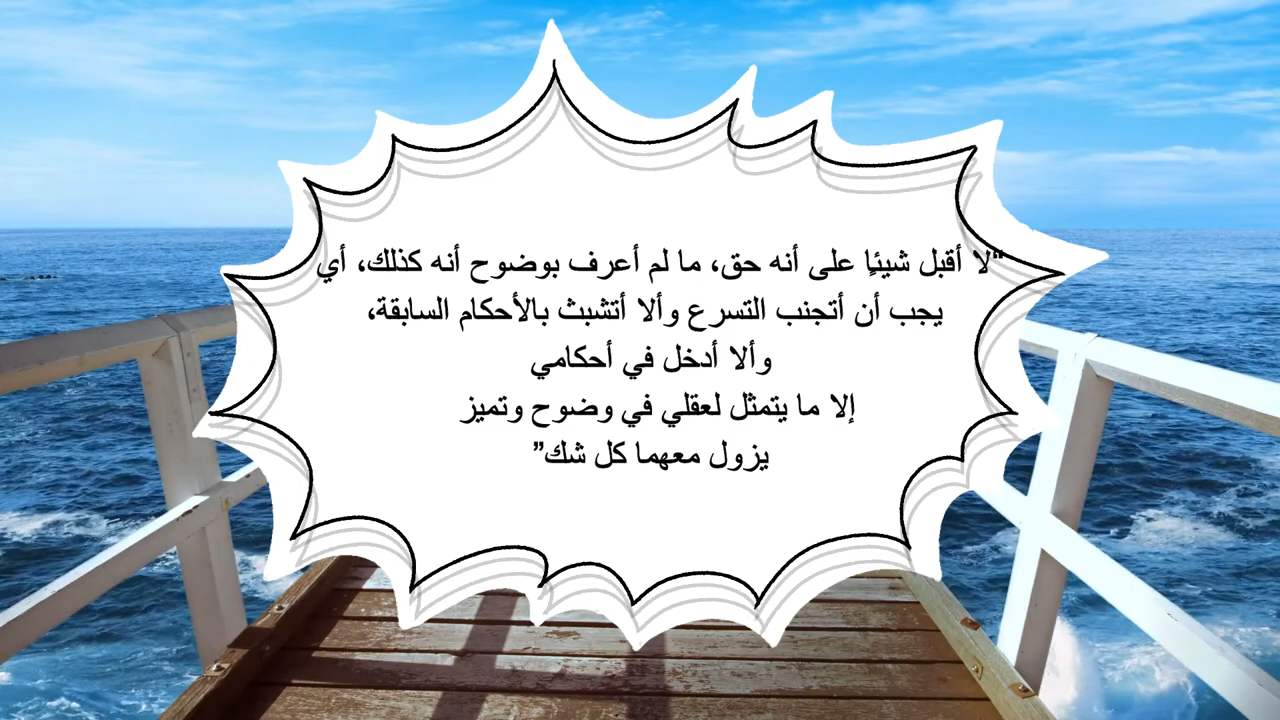 “لا أقبل شيئٍا على أنه حق، ما لم أعرف بوضوح أنه كذلك، أي
يجب أن أتجنب التسرع وألا أتشبث بالأحكام السابقة،
وألا أدخل في أحكامي
إلا ما يتمثل لعقلي في وضوح وتميز
يزول معهما كل شك”